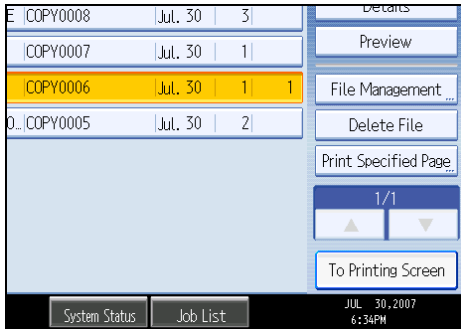 E COPY0008 Jul. 30 3
COPY0007 Jul. 30 1
COPY0006 Jul. 30 1 1
O... COPY0005 Jul. 30 2
Details
Preview
File Management ...
Delete File
Print Specified Page...
1/1
To Printing Screen
System Status Job List
JUL 30,2007
6:34PM